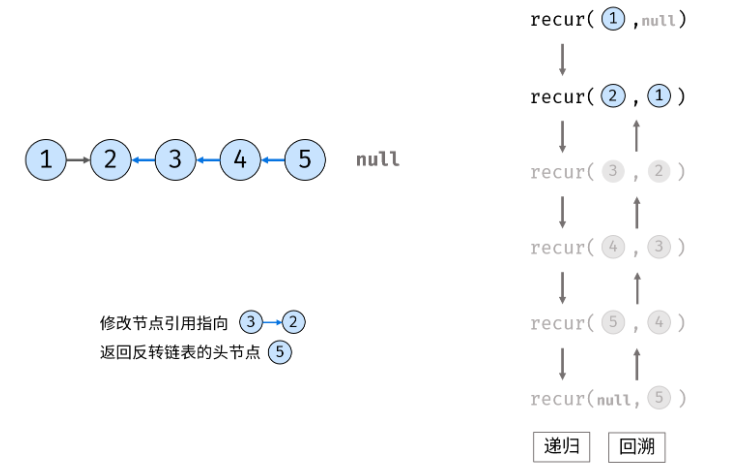 recur( 1 ,null)
recur( 2 , 1 )
1 2 3 4 5 null
recur( 3 , 2 )
recur( 4 , 3 )
修改节点引用指向 3 2
recur( 5 , 4 )
返回反转链表的头节点 5
recur(null, 5 )
递归 回溯